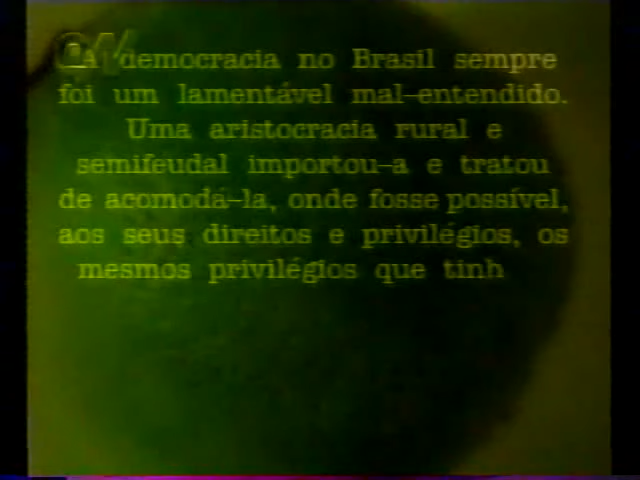 A democracia no Brasil sempre
foi um lamentável mal-entendido.
Uma aristocracia rural e
semifeudal importou-a e tratou
de acomodá-la, onde fosse possível,
aos seus direitos e privilégios, os
mesmos privilégios que tinh